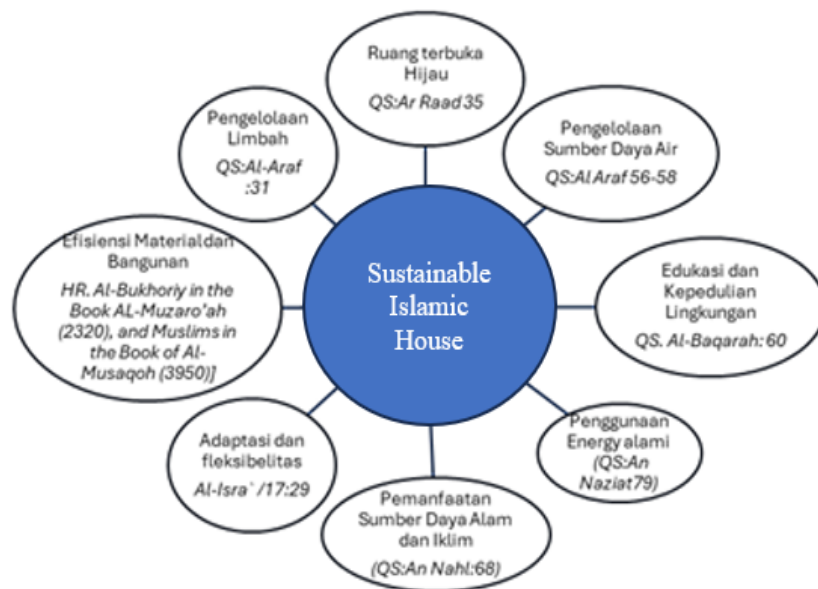 Ruang terbuka
Hijau
QS:Ar Raad 35
Pengelolaan
Sumber Daya Air
QS:Al Araf 56-58
Edukasi dan
Kepedulian
Lingkungan
QS. Al-Baqarah: 60
Penggunaan
Energy alami
(QS:An
Naziat79)
Pemanfaatan
Sumber Daya Alam
dan Iklim
(QS:An Nahl:68)
Adaptasi dan
fleksibelitas
Al-Isra` /17:29
Efisiensi Materialdan
Bangunan
HR. Al-Bukhoriy in the
Book AL-Muzaro'ah
(2320), and Muslims in
the Book of Al-
Musaqoh (3950)]
Pengelolaan
Limbah
QS:Al-Araf
:31
Sustainable
Islamic
House